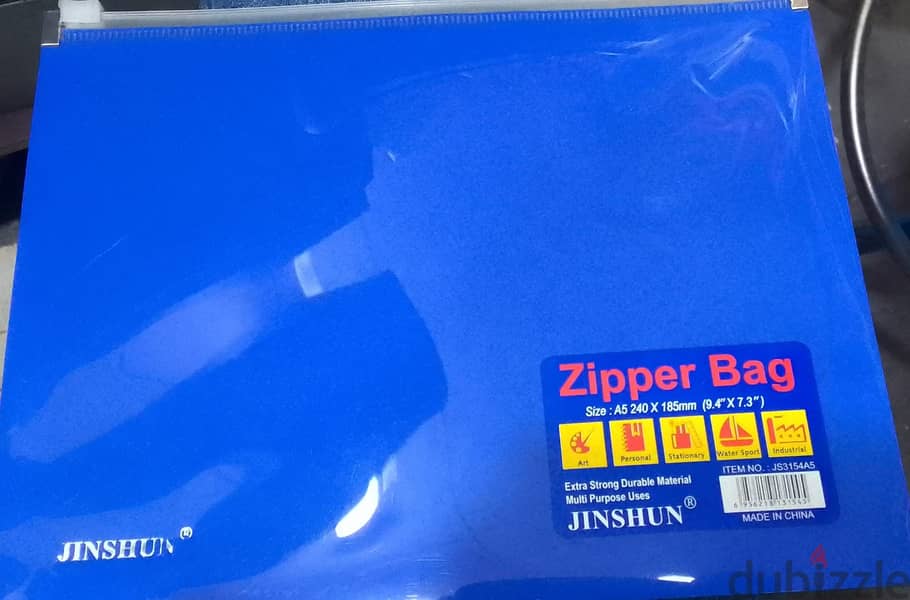 Zipper Bag
Size : A5 240 X 185mm (9.4" X 7.3")
Art Personal Stationary Water Sport Industrial
ITEM NO. : JS3154A5
Extra Strong Durable Material
Multi Purpose Uses
JINSHUN®
MADE IN CHINA
JINSHUN®
dubizzle